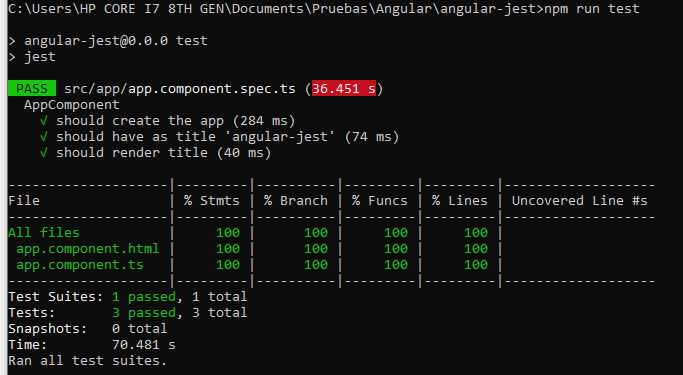 C:\Users\HP CORE I7 8TH GEN\Documents\Pruebas\Angular\angular-jest>npm run test
> angular-jest@0.0.0 test
> jest
PASS src/app/app.component.spec.ts (36.451 s)
AppComponent
√ should create the app (284 ms)
√ should have as title 'angular-jest' (74 ms)
√ should render title (40 ms)
--------------------|---------|----------|---------|---------|-------------------
File                | % Stmts | % Branch | % Funcs | % Lines | Uncovered Line #s
--------------------|---------|----------|---------|---------|-------------------
All files           |     100 |      100 |     100 |     100 |
app.component.html |     100 |      100 |     100 |     100 |
app.component.ts   |     100 |      100 |     100 |     100 |
--------------------|---------|----------|---------|---------|-------------------
Test Suites: 1 passed, 1 total
Tests:       3 passed, 3 total
Snapshots:   0 total
Time:        70.481 s
Ran all test suites.